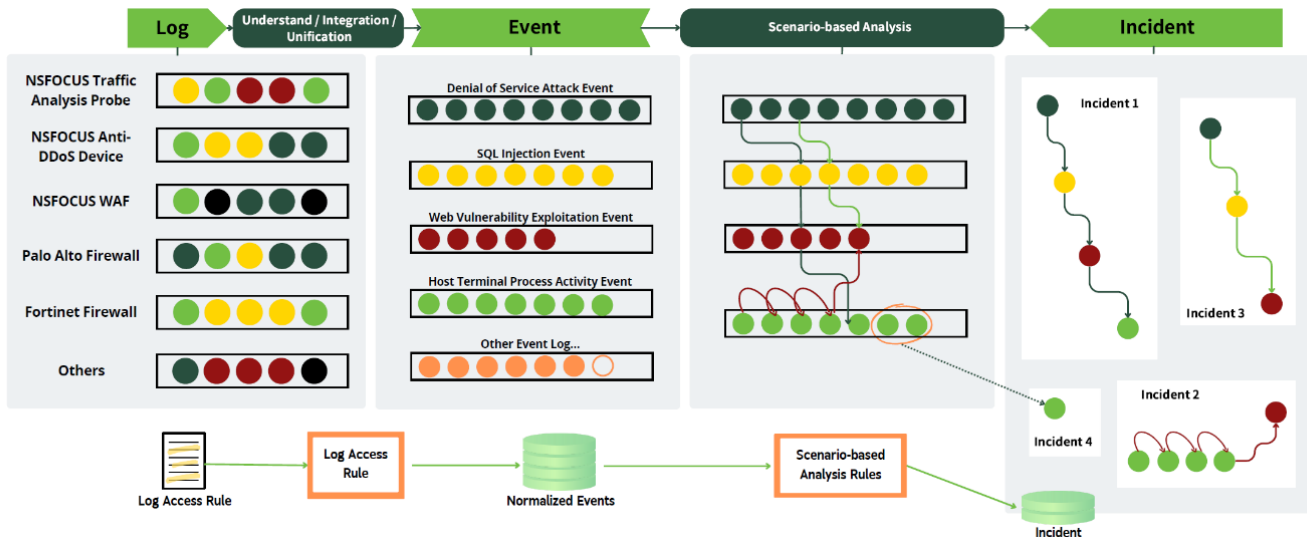 Log
Understand / Integration /
Unification
Event
Scenario-based Analysis
Incident
NSFOCUS Traffic
Analysis Probe
NSFOCUS Anti-
DDoS Device
NSFOCUS WAF
Palo Alto Firewall
Fortinet Firewall
Others
Denial of Service Attack Event
SQL Injection Event
Web Vulnerability Exploitation Event
Host Terminal Process Activity Event
Other Event Log...
Incident 1
Incident 3
Incident 4
Incident 2
Log Access Rule
Log Access
Rule
Normalized Events
Scenario-based
Analysis Rules
Incident